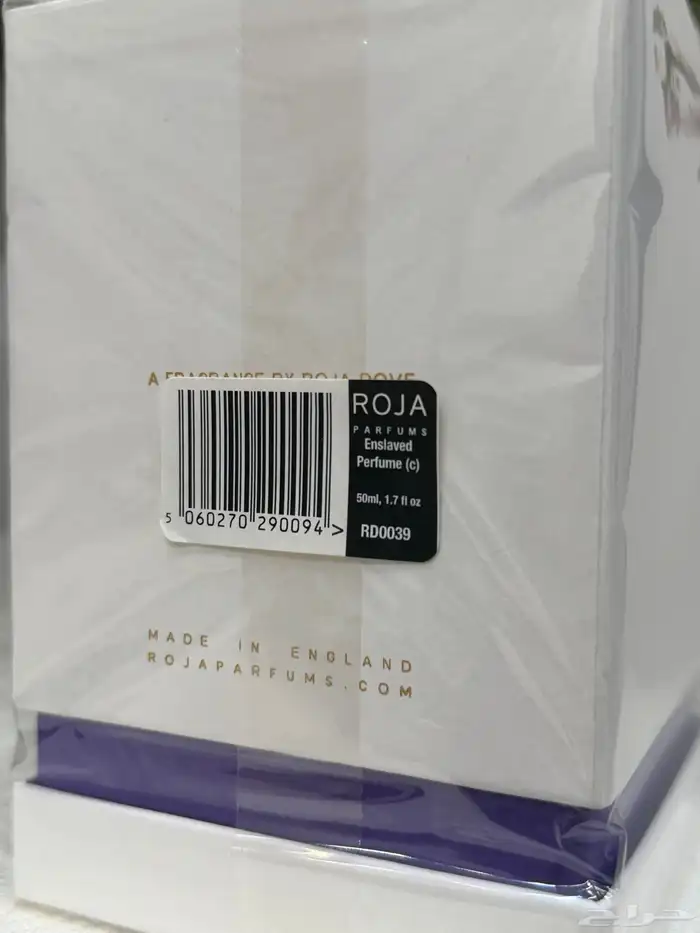 A FRAGRANCE BY ROJA DOVE
ROJA
PARFUMS
Enslaved
Perfume (c)
50ml, 1.7 fl oz
RD0039
5 060270 290094 >
MADE IN ENGLAND
ROJAPARFUMS.COM
حراج